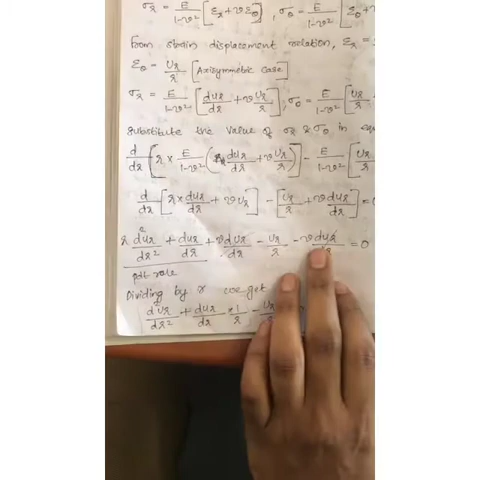 σr = E/1-ν² [εr + νεθ], σθ = E/1-ν² [εθ +
From strain displacement relation, εr =
εθ = Ur/r [Axisymmetric case]
σr = E/1-ν² [dur/dr + ν Ur/r]; σθ = E/1-ν² [Ur/r
substitute the value of σr & σθ in
d/dr [r × E/1-ν² (dur/dr + ν Ur/r)] - E/1-ν² [Ur/r
d/dr [r × dur/dr + νur] - [Ur/r + ν dur/dr] = 0
r d²ur/dr² + dur/dr + ν dur/dr - Ur/r - ν dur/dr = 0
Dividing by r we get
d²ur/dr² + dur/dr × 1/r - Ur